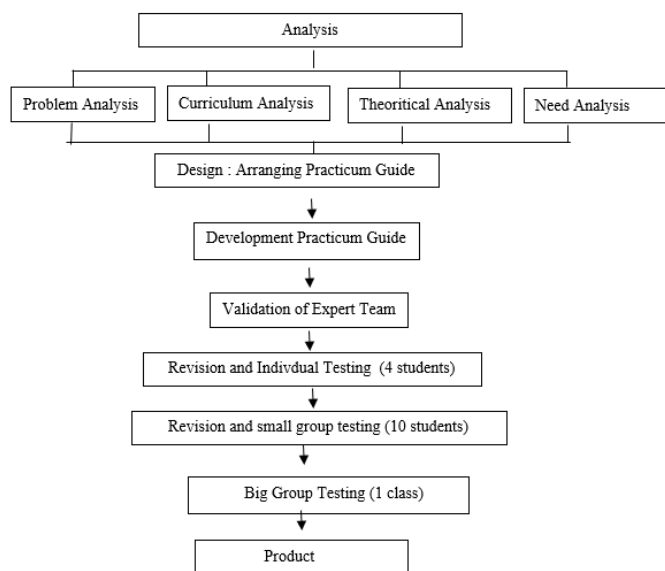 Analysis
Problem Analysis
Curriculum Analysis
Theoritical Analysis
Need Analysis
Design : Arranging Practicum Guide
Development Practicum Guide
Validation of Expert Team
Revision and Indivdual Testing (4 students)
Revision and small group testing (10 students)
Big Group Testing (1 class)
Product